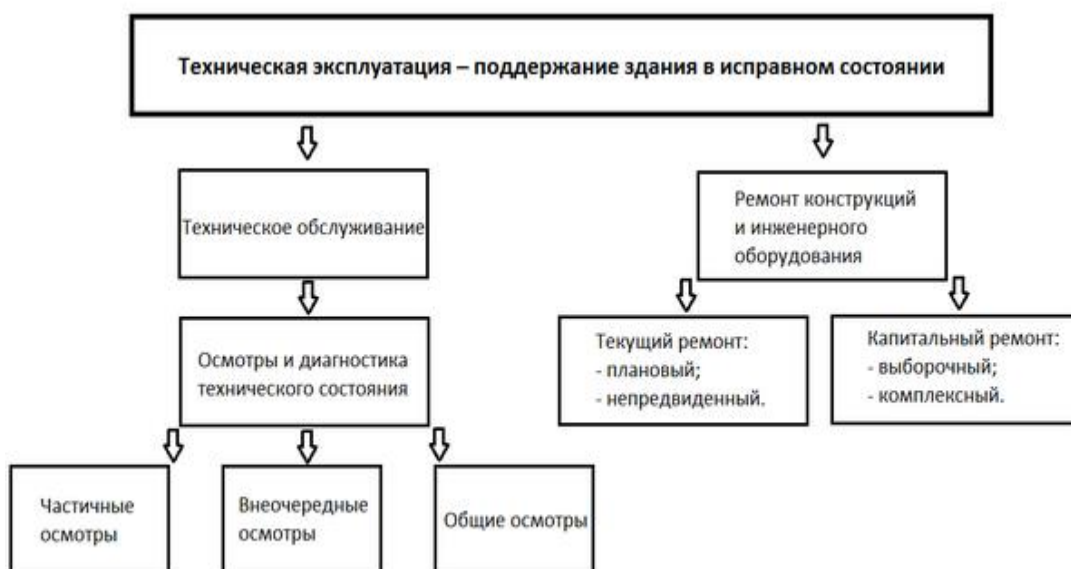 Техническая эксплуатация – поддержание здания в исправном состоянии
Техническое обслуживание
Ремонт конструкций
и инженерного
оборудования
Осмотры и диагностика
технического состояния
Текущий ремонт:
- плановый;
- непредвиденный.
Капитальный ремонт:
- выборочный;
- комплексный.
Частичные
осмотры
Внеочередные
осмотры
Общие осмотры